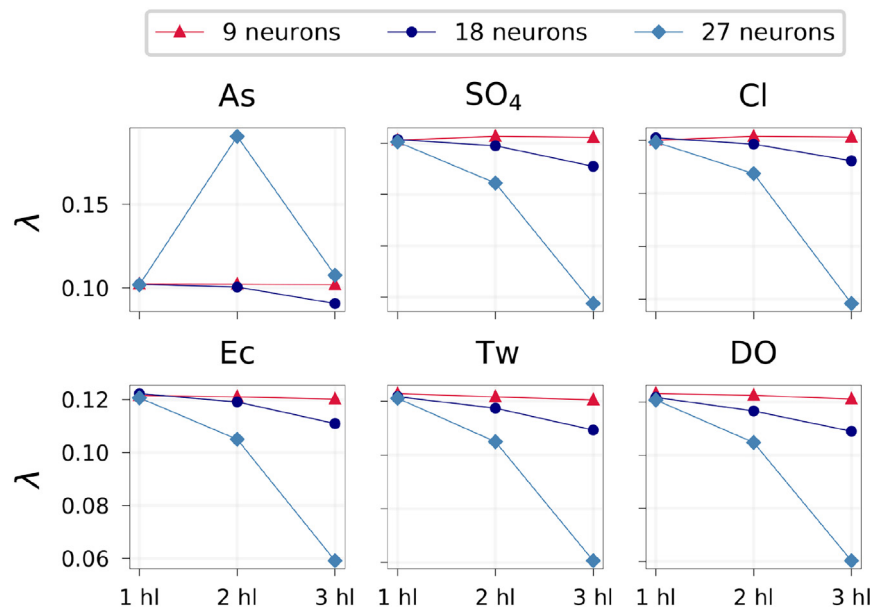 9 neurons 18 neurons 27 neurons
As SO₄ Cl
λ
0.15
0.10
Ec Tw DO
λ
0.12
0.10
0.08
0.06
1 hl 2 hl 3 hl 1 hl 2 hl 3 hl 1 hl 2 hl 3 hl